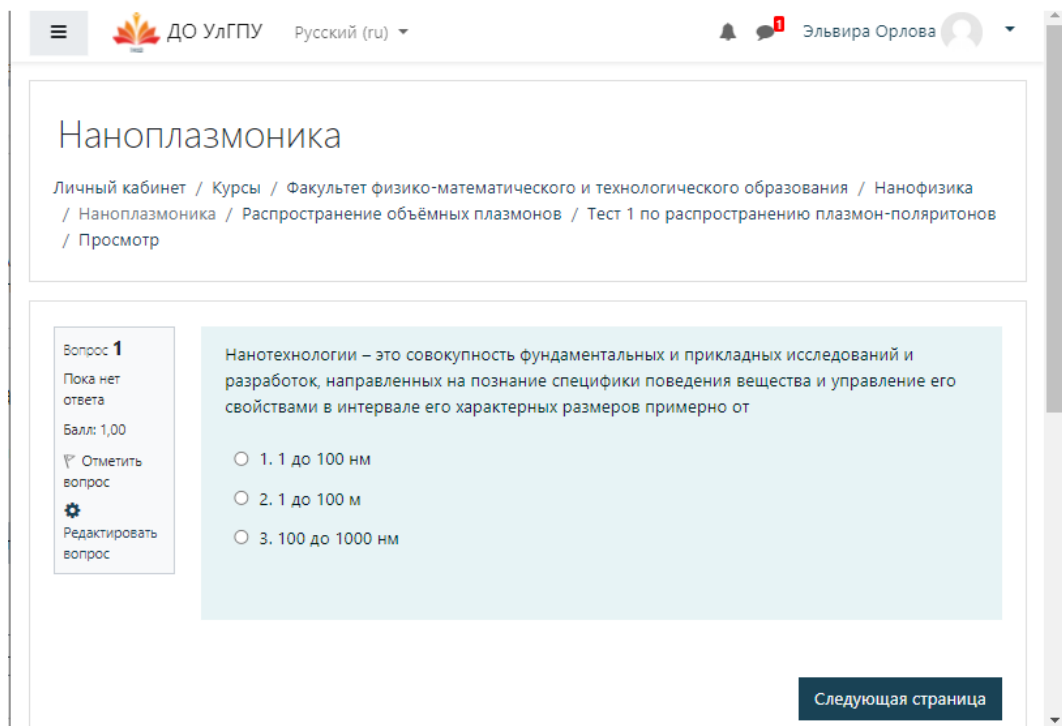 ДО УлГПУ Русский (ru) 1 Эльвира Орлова
Наноплазмоника
Личный кабинет / Курсы / Факультет физико-математического и технологического образования / Нанофизика
/ Наноплазмоника / Распространение объёмных плазмонов / Тест 1 по распространению плазмон-поляритонов
/ Просмотр
Вопрос 1
Пока нет
ответа
Балл: 1,00
Отметить
вопрос
Редактировать
вопрос
Нанотехнологии – это совокупность фундаментальных и прикладных исследований и
разработок, направленных на познание специфики поведения вещества и управление его
свойствами в интервале его характерных размеров примерно от
1. 1 до 100 нм
2. 1 до 100 м
3. 100 до 1000 нм
Следующая страница